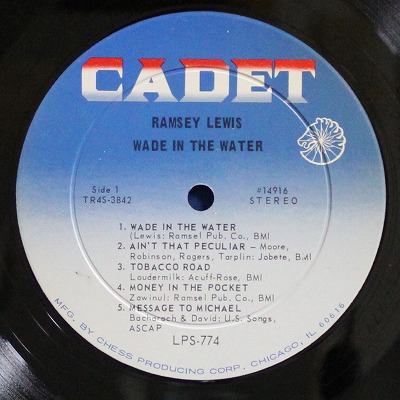 CADET
RAMSEY LEWIS
WADE IN THE WATER
Side 1
TR45-3842
#14916
STEREO
1. WADE IN THE WATER
(Lewis: Ramsel Pub. Co., BMI
2. AIN'T THAT PECULIAR – Moore,
Robinson, Rogers, Tarplin: Jobete, BMI
3. TOBACCO ROAD
Loudermilk: Acuff-Rose, BMI
4. MONEY IN THE POCKET
Zawinul: Ramsel Pub. Co., BMI
5. MESSAGE TO MICHAEL
Bacharach & David: U.S. Songs,
ASCAP
LPS-774
MFG. BY CHESS PRODUCING CORP. CHICAGO, IL 60616